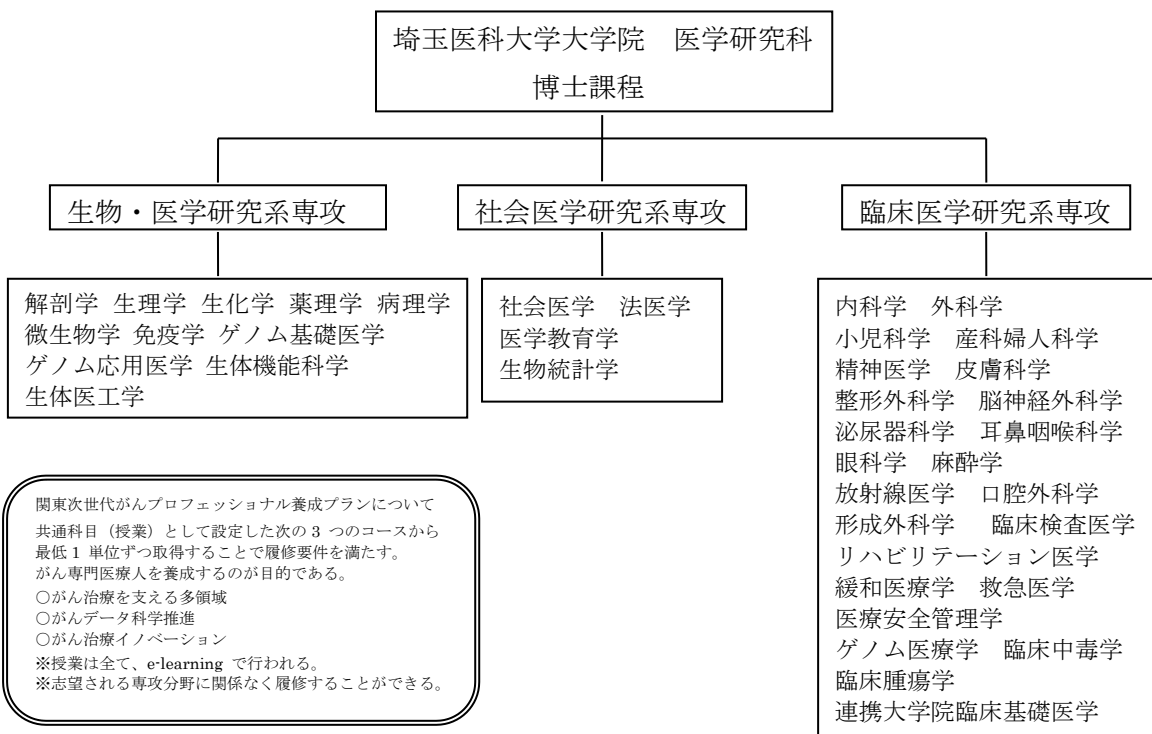 埼玉医科大学大学院　医学研究科
博士課程
生物・医学研究系専攻
社会医学研究系専攻
臨床医学研究系専攻
解剖学 生理学 生化学 薬理学 病理学
微生物学 免疫学 ゲノム基礎医学
ゲノム応用医学 生体機能科学
生体医工学
社会医学　法医学
医学教育学
生物統計学
内科学　外科学
小児科学　産科婦人科学
精神医学　皮膚科学
整形外科学　脳神経外科学
泌尿器科学　耳鼻咽喉科学
眼科学　麻酔学
放射線医学　口腔外科学
形成外科学　臨床検査医学
リハビリテーション医学
緩和医療学　救急医学
医療安全管理学
ゲノム医療学　臨床中毒学
臨床腫瘍学
連携大学院臨床基礎医学
関東次世代がんプロフェッショナル養成プランについて
共通科目（授業）として設定した次の 3 つのコースから
最低 1 単位ずつ取得することで履修要件を満たす。
がん専門医療人を養成するのが目的である。
○がん治療を支える多領域
○がんデータ科学推進
○がん治療イノベーション
※授業は全て、e-learning で行われる。
※志望される専攻分野に関係なく履修することができる。